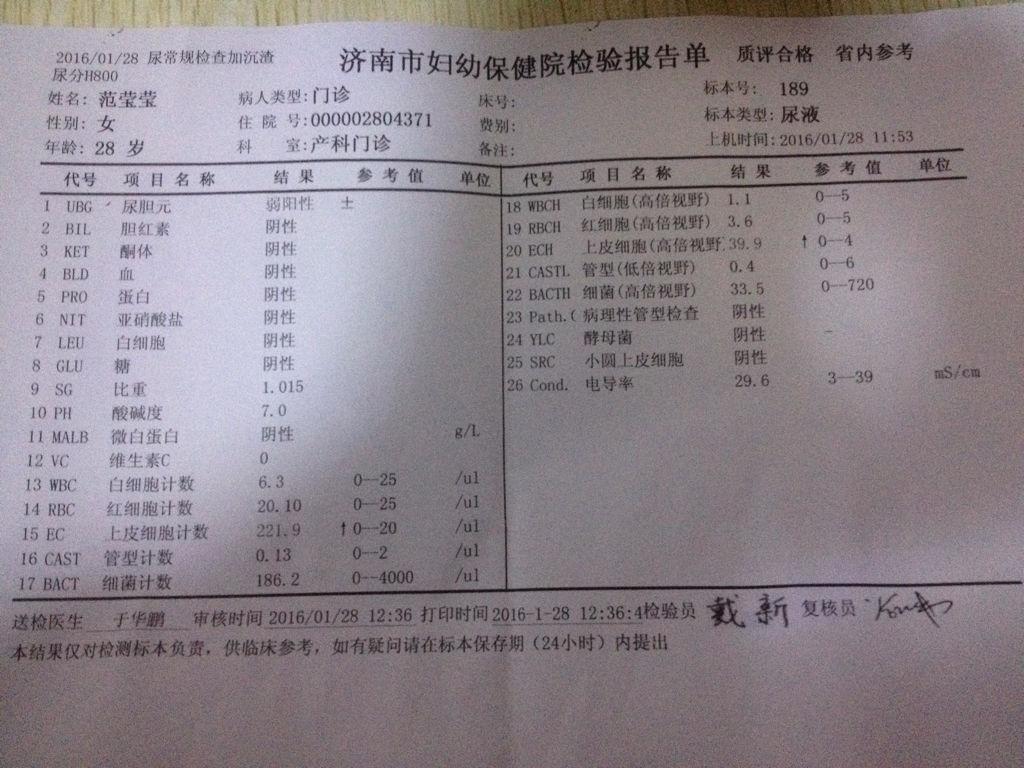 2016/01/28 尿常规检查加沉渣
尿分H800
济南市妇幼保健院检验报告单 质评合格 省内参考
姓名: 范莹莹 病人类型:门诊 床号: 标本号: 189
性别: 女 住 院 号:000002804371 费别: 标本类型:尿液
年龄: 28 岁 科 室:产科门诊 备注: 上机时间:2016/01/28 11:53
代号 项 目 名 称 结 果 参 考 值 单位
1 UBG 尿胆元 弱阳性 ±
2 BIL 胆红素 阴性
3 KET 酮体 阴性
4 BLD 血 阴性
5 PRO 蛋白 阴性
6 NIT 亚硝酸盐 阴性
7 LEU 白细胞 阴性
8 GLU 糖 阴性
9 SG 比重 1.015
10 PH 酸碱度 7.0
11 MALB 微白蛋白 阴性 g/L
12 VC 维生素C 0
13 WBC 白细胞计数 6.3 0--25 /ul
14 RBC 红细胞计数 20.10 0--25 /ul
15 EC 上皮细胞计数 221.9 ↑0--20 /ul
16 CAST 管型计数 0.13 0--2 /ul
17 BACT 细菌计数 186.2 0--4000 /ul
代号 项 目 名 称 结 果 参 考 值 单位
18 WBCH 白细胞(高倍视野) 1.1 0--5
19 RBCH 红细胞(高倍视野) 3.6 0--5
20 ECH 上皮细胞(高倍视野 39.9 ↑ 0--4
21 CASTL 管型(低倍视野) 0.4 0--6
22 BACTH 细菌(高倍视野) 33.5 0--720
23 Path.( 病理性管型检查 阴性
24 YLC 酵母菌 阴性
25 SRC 小圆上皮细胞 阴性
26 Cond. 电导率 29.6 3--39 mS/cm
送检医生 于华鹏 审核时间 2016/01/28 12:36 打印时间 2016-1-28 12:36:4 检验员 戴新 复核员
本结果仅对检测标本负责，供临床参考，如有疑问请在标本保存期（24小时）内提出